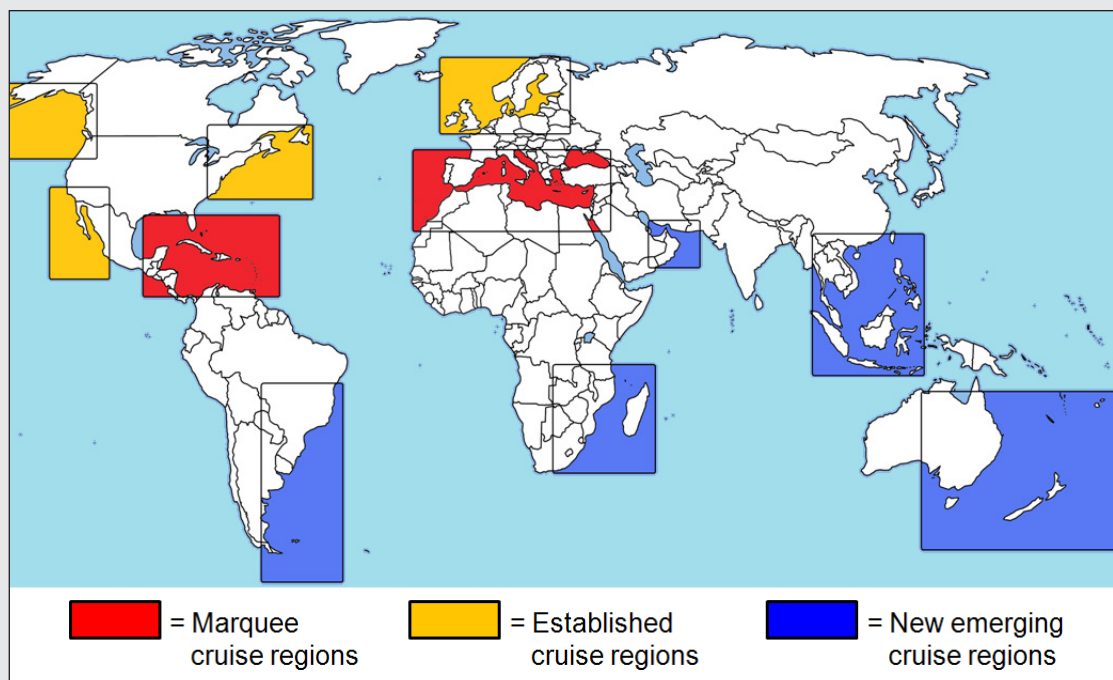 = Marquee
cruise regions
= Established
cruise regions
= New emerging
cruise regions